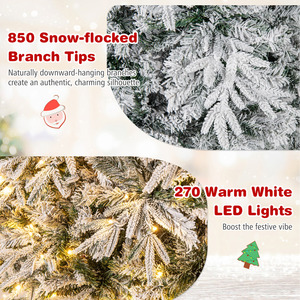 850 Snow-flocked
Branch Tips
Naturally downward-hanging branches
create an authentic, charming silhouette
270 Warm White
LED Lights
Boost the festive vibe